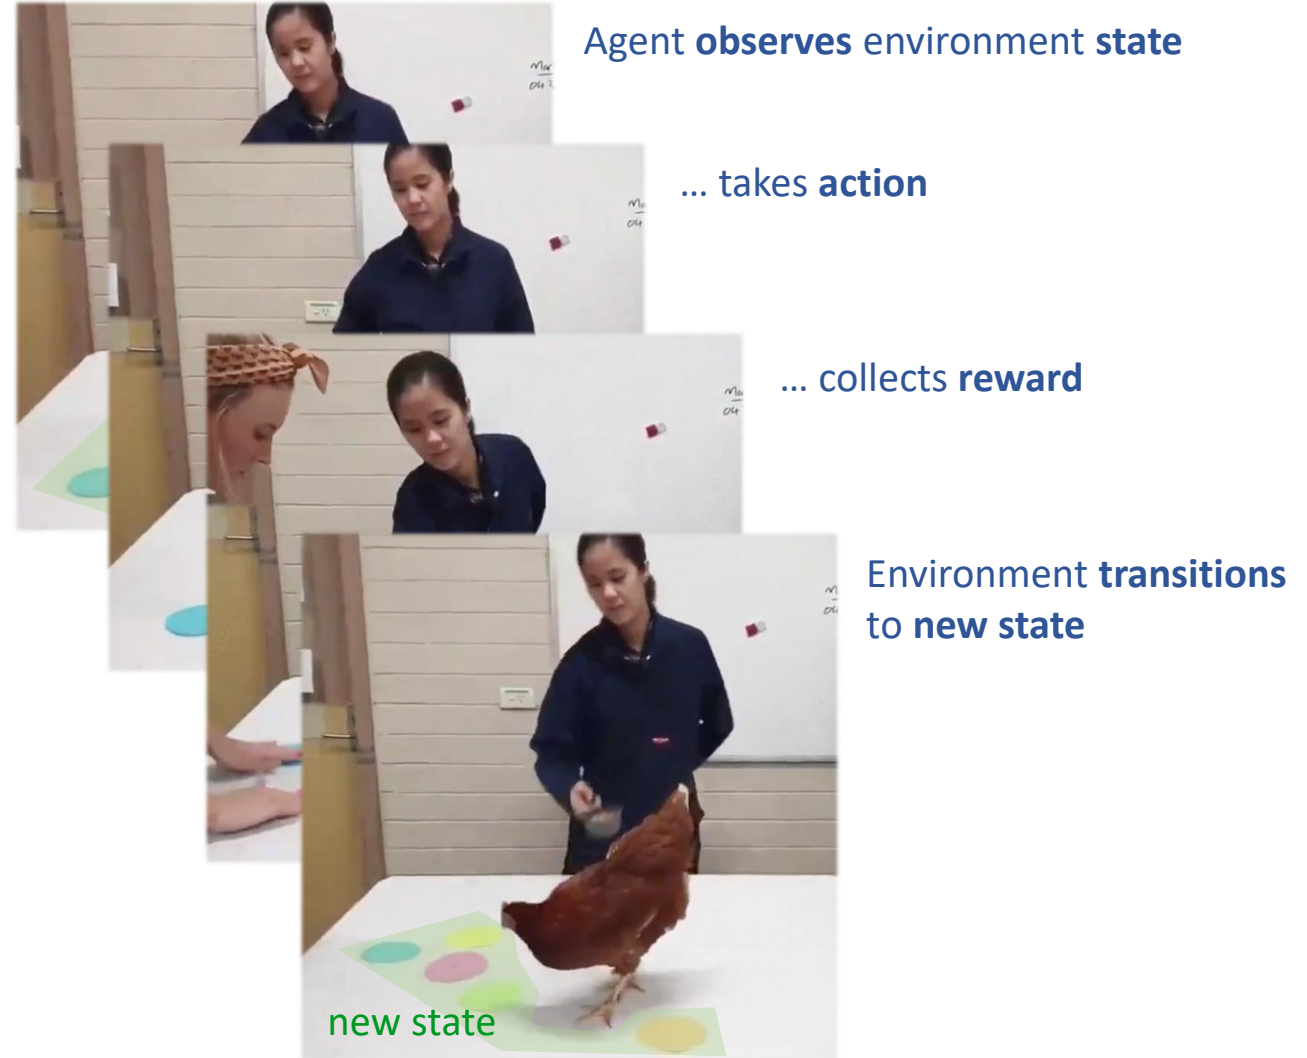 Agent observes environment state
… takes action
… collects reward
Environment transitions
to new state
new state